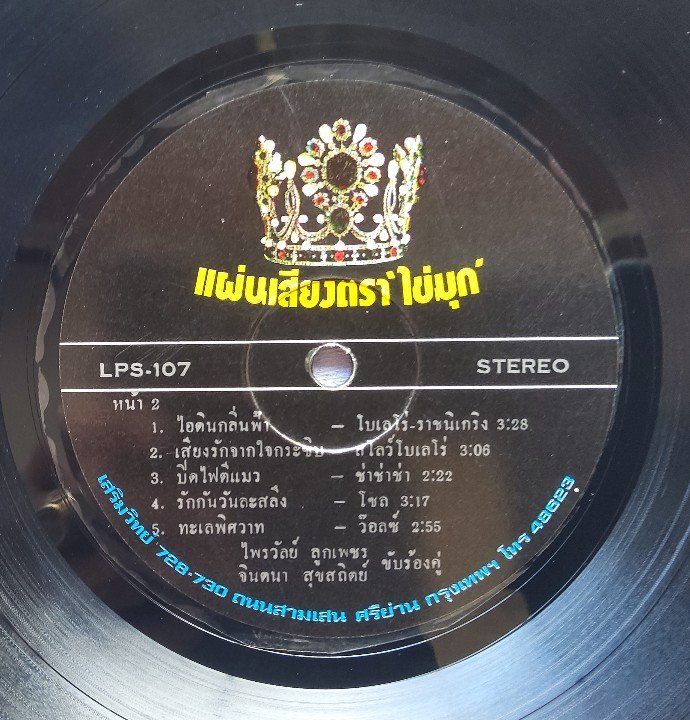 แผ่นเสียงตรา "ไข่มุก"
LPS-107 STEREO
หน้า 2
1. ไอดินกลิ่นฟ้า — โบเลโร่-ราชนิเกริง 3:28
2. เสียงรักจากใจกระซิบ — สโลว์โบเลโร่ 3:06
3. ปิดไฟตีแมว — ช่าช่าช่า 2:22
4. รักกันวันละสลึง — โซล 3:17
5. ทะเลพิศวาท — ว๊อลซ์ 2:55
ไพรวัลย์ ลูกเพชร
จินตนา สุขสถิตย์ ขับร้องคู่
เสริมวิทย์ 728-730 ถนนสามเสน ศรีย่าน กรุงเทพฯ โทร 48623